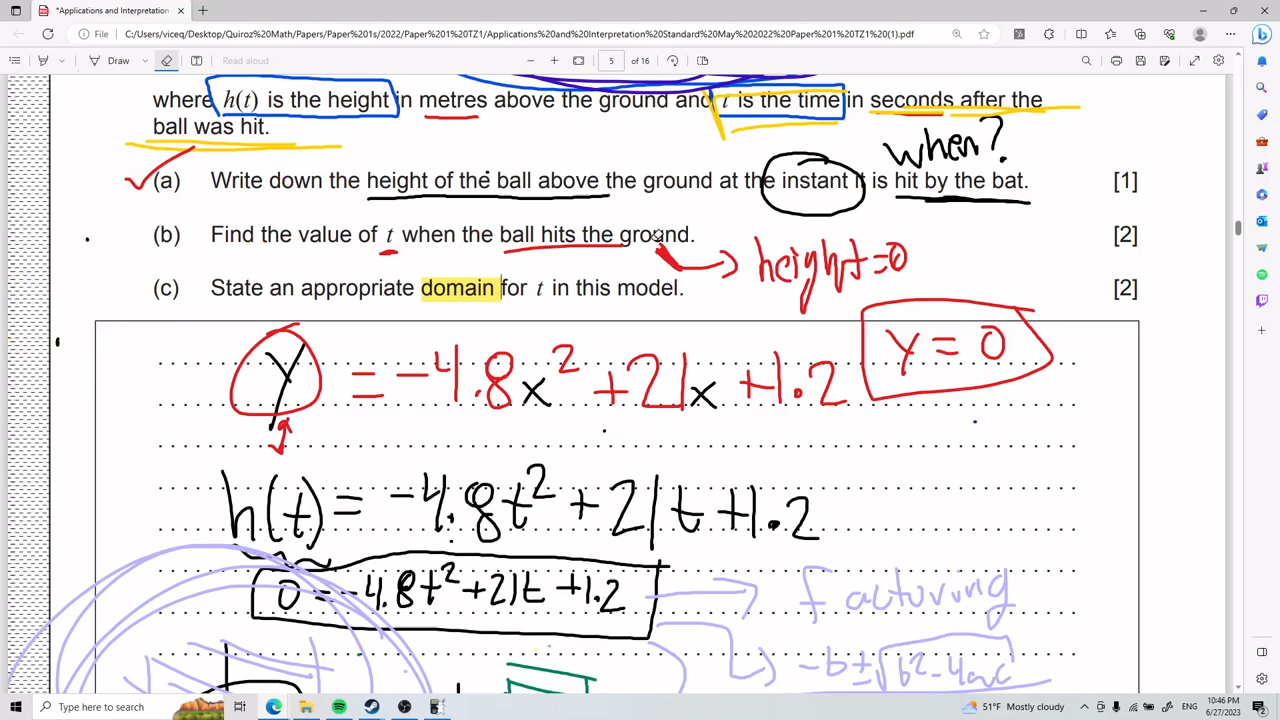 *Applications and Interpretation
File
C:/Users/viceq/Desktop/Quiroz%20Math/Papers/Paper%201s/2022/Paper%201%20TZ1/Applications%20and%20Interpretation%20Standard%20May%202022%20Paper%201%20TZ1%20(1).pdf
Draw
Read aloud
5
of 16
where h(t) is the height in metres above the ground and t is the time in seconds after the
ball was hit.
when?
(a) Write down the height of the ball above the ground at the instant it is hit by the bat. [1]
(b) Find the value of t when the ball hits the ground. [2]
height=0
(c) State an appropriate domain for t in this model. [2]
y = -4.8x² + 21x + 1.2
y = 0
h(t) = -4.8t² + 21t + 1.2
0 = -4.8t² + 21t + 1.2
factoring
-b ± √b² - 4ac
Type here to search
51°F Mostly cloudy
ENG
10:46 PM
6/27/2023